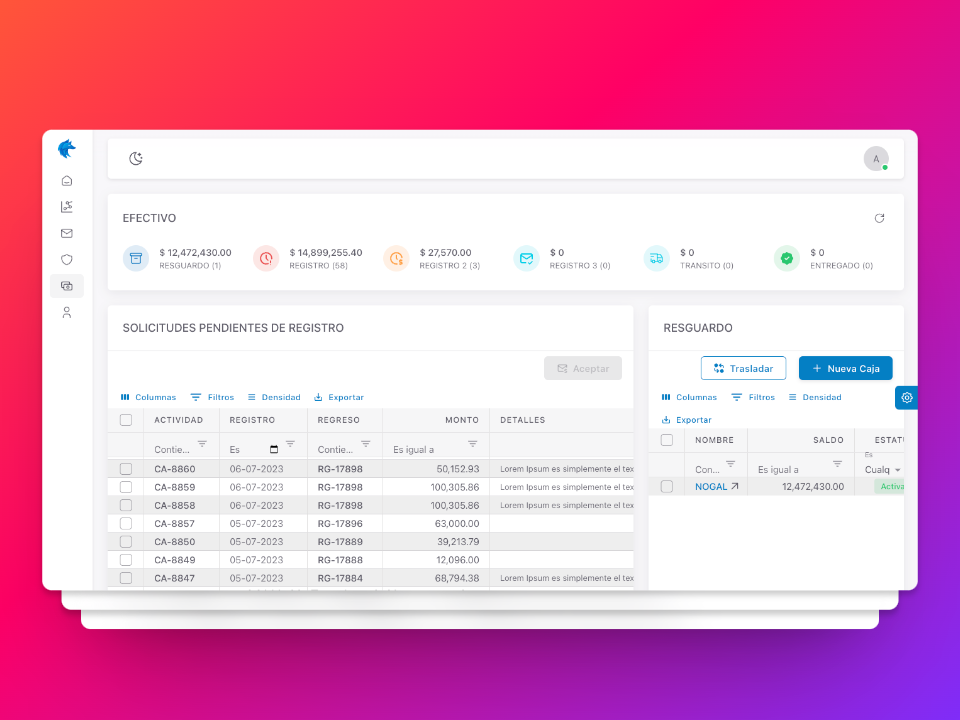 A
EFECTIVO
$ 12,472,430.00
RESGUARDO (1)
$ 14,899,255.40
REGISTRO (58)
$ 27,570.00
REGISTRO 2 (3)
$ 0
REGISTRO 3 (0)
$ 0
TRANSITO (0)
$ 0
ENTREGADO (0)
SOLICITUDES PENDIENTES DE REGISTRO
Aceptar
Columnas Filtros Densidad Exportar
ACTIVIDAD REGISTRO REGRESO MONTO DETALLES
Contie... Es Contie... Es igual a
CA-8860 06-07-2023 RG-17898 50,152.93 Lorem Ipsum es simplemente el tex
CA-8859 06-07-2023 RG-17898 100,305.86 Lorem Ipsum es simplemente el tex
CA-8858 06-07-2023 RG-17898 100,305.86 Lorem Ipsum es simplemente el tex
CA-8857 05-07-2023 RG-17896 63,000.00
CA-8850 05-07-2023 RG-17889 39,213.79
CA-8849 05-07-2023 RG-17888 12,096.00
CA-8847 05-07-2023 RG-17884 68,794.38 Lorem Ipsum es simplemente el tex
RESGUARDO
Trasladar + Nueva Caja
Columnas Filtros Densidad
Exportar
NOMBRE SALDO ESTATU
Es
Con... Es igual a Cualq
NOGAL 12,472,430.00 Activa